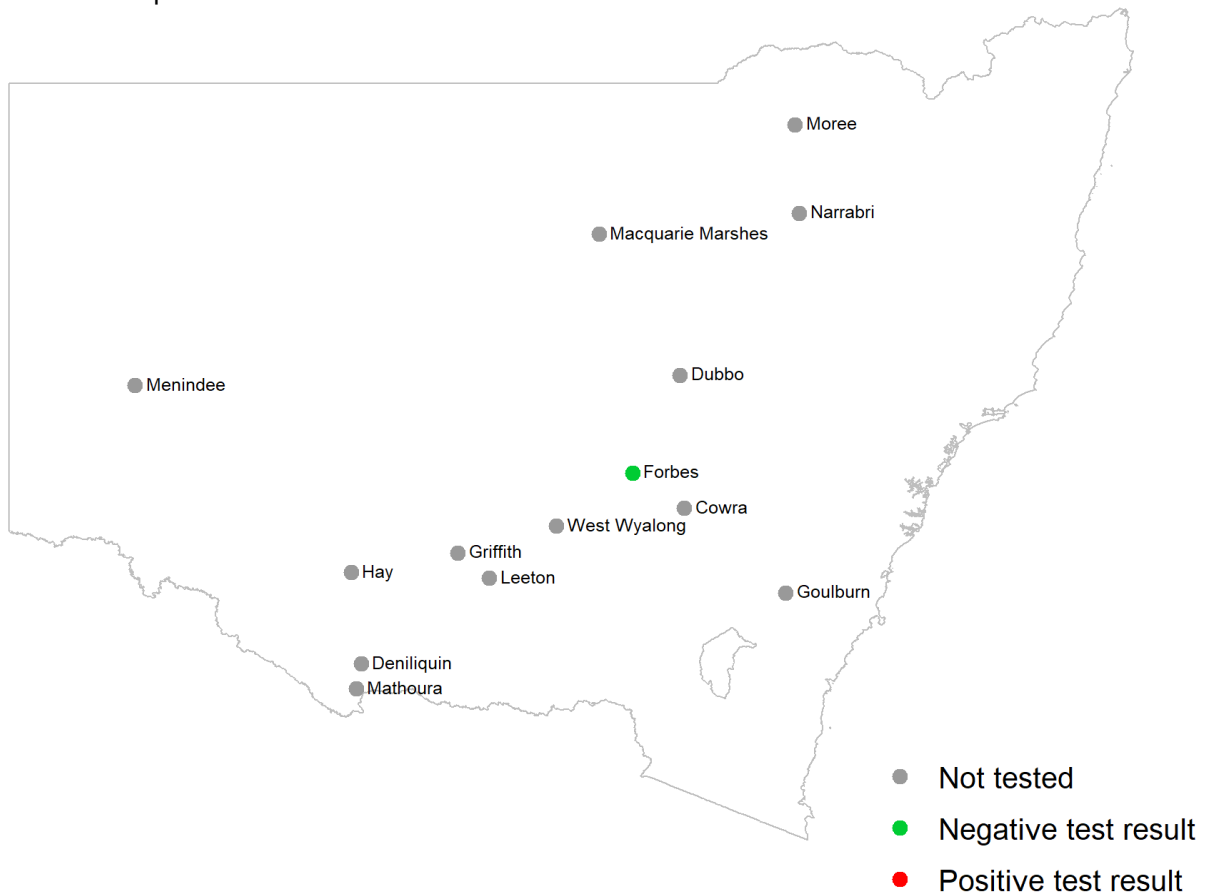 Moree
Narrabri
Macquarie Marshes
Dubbo
Menindee
Forbes
Cowra
West Wyalong
Griffith
Hay
Leeton
Goulburn
Deniliquin
Mathoura
Not tested
Negative test result
Positive test result